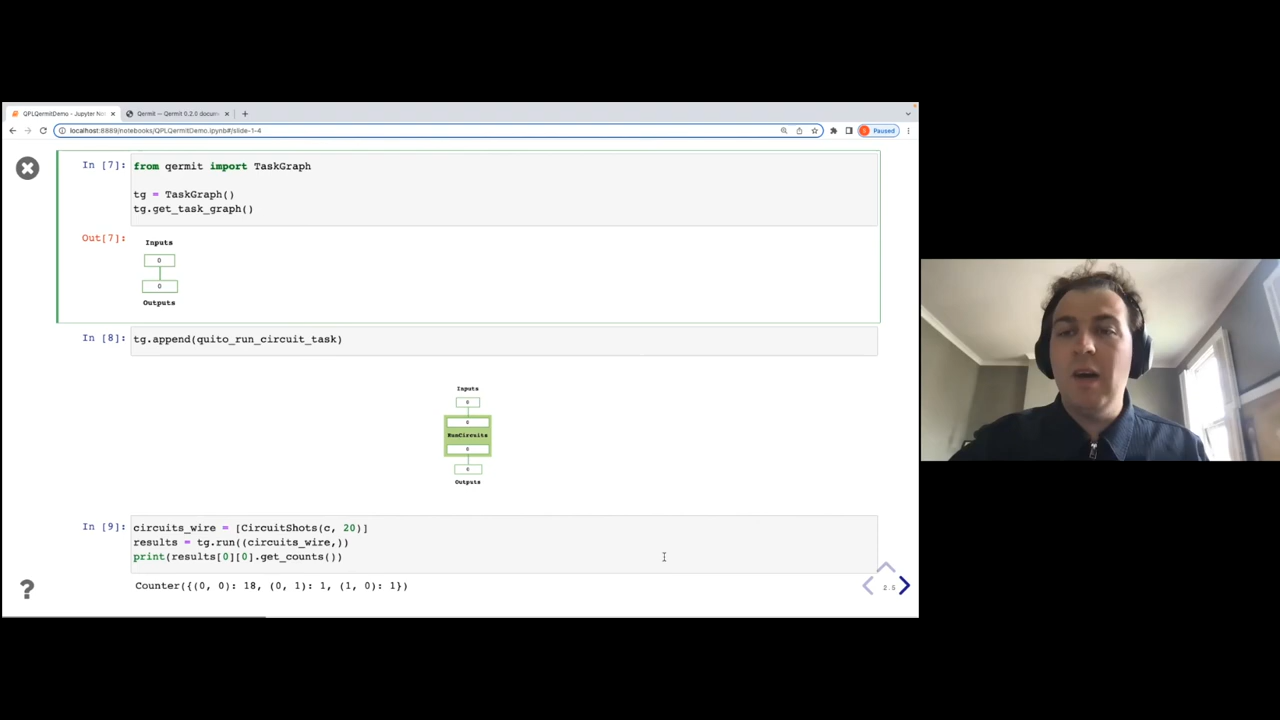 QPLQermitDemo - Jupyter No
Qermit — Qermit 0.2.0 docum
localhost:8889/notebooks/QPLQermitDemo.ipynb#/slide-1-4
Paused
In [7]:
from qermit import TaskGraph
tg = TaskGraph()
tg.get_task_graph()
Out[7]:
Inputs
0
0
Outputs
In [8]:
tg.append(quito_run_circuit_task)
Inputs
0
0
RunCircuits
0
0
Outputs
In [9]:
circuits_wire = [CircuitShots(c, 20)]
results = tg.run((circuits_wire,))
print(results[0][0].get_counts())
Counter({(0, 0): 18, (0, 1): 1, (1, 0): 1})
?
2.5